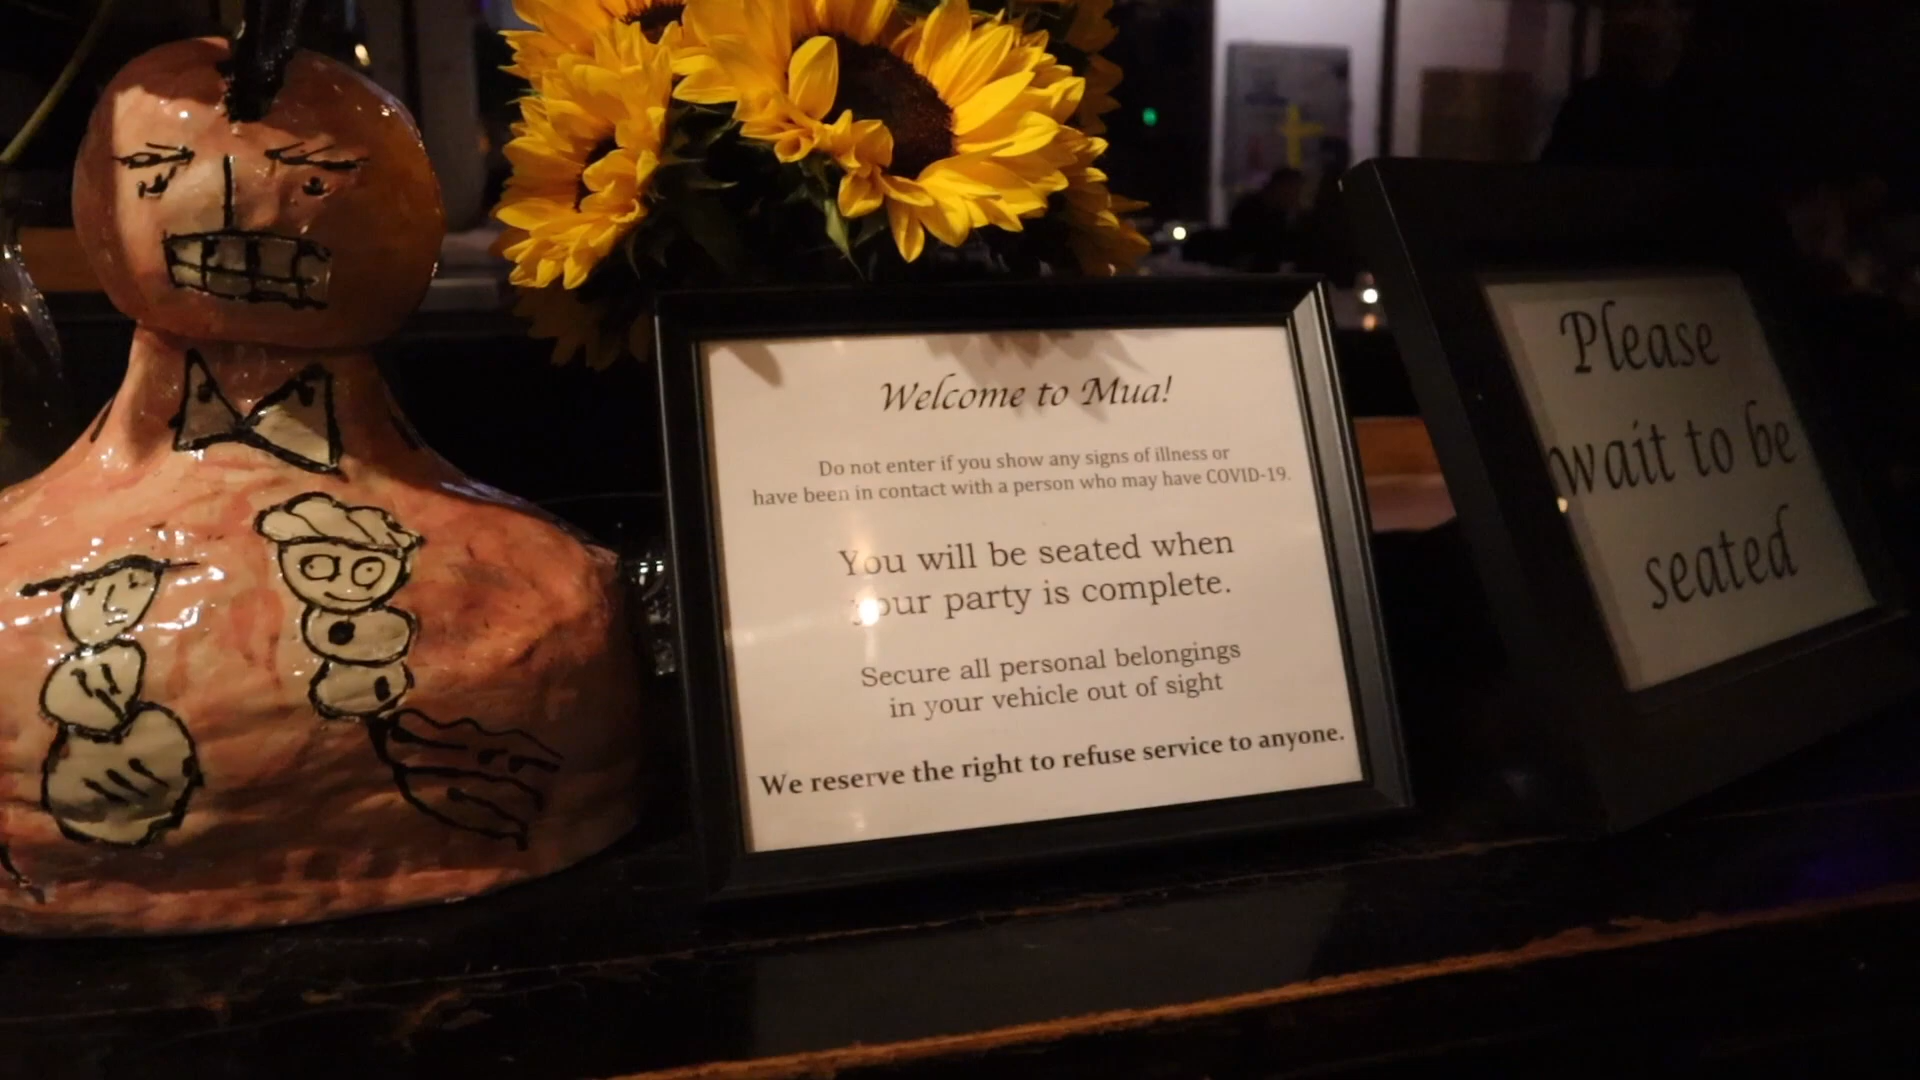 Welcome to Mua!
Do not enter if you show any signs of illness or
have been in contact with a person who may have COVID-19.
You will be seated when
your party is complete.
Secure all personal belongings
in your vehicle out of sight
We reserve the right to refuse service to anyone.
Please
wait to be
seated